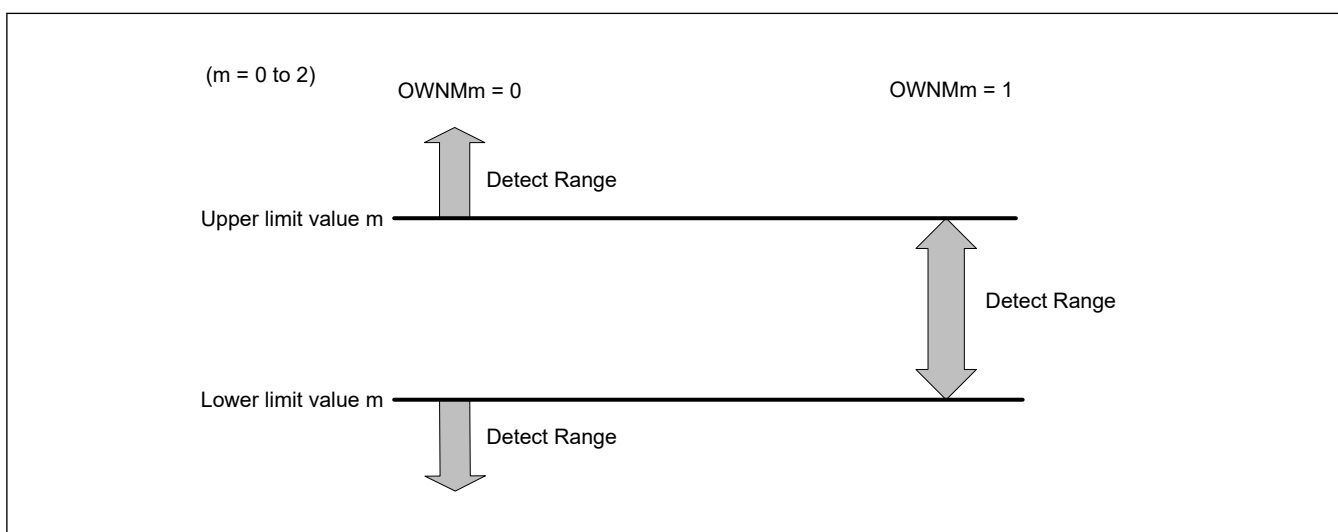 (m = 0 to 2)
OWNMm = 0
OWNMm = 1
Detect Range
Upper limit value m
Detect Range
Lower limit value m
Detect Range